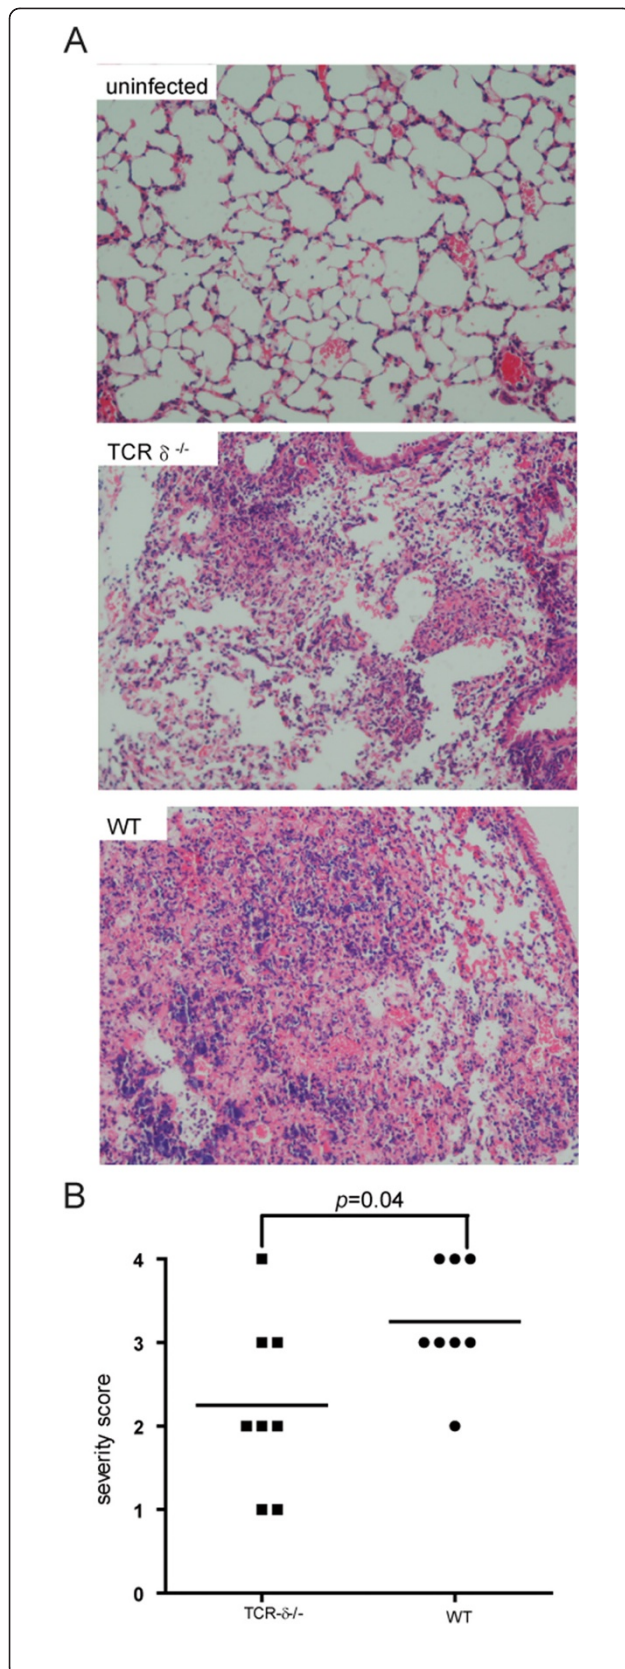 A
uninfected
TCR δ -/-
WT
B
p=0.04
4
3
2
1
0
severity score
TCR-δ-/-
WT